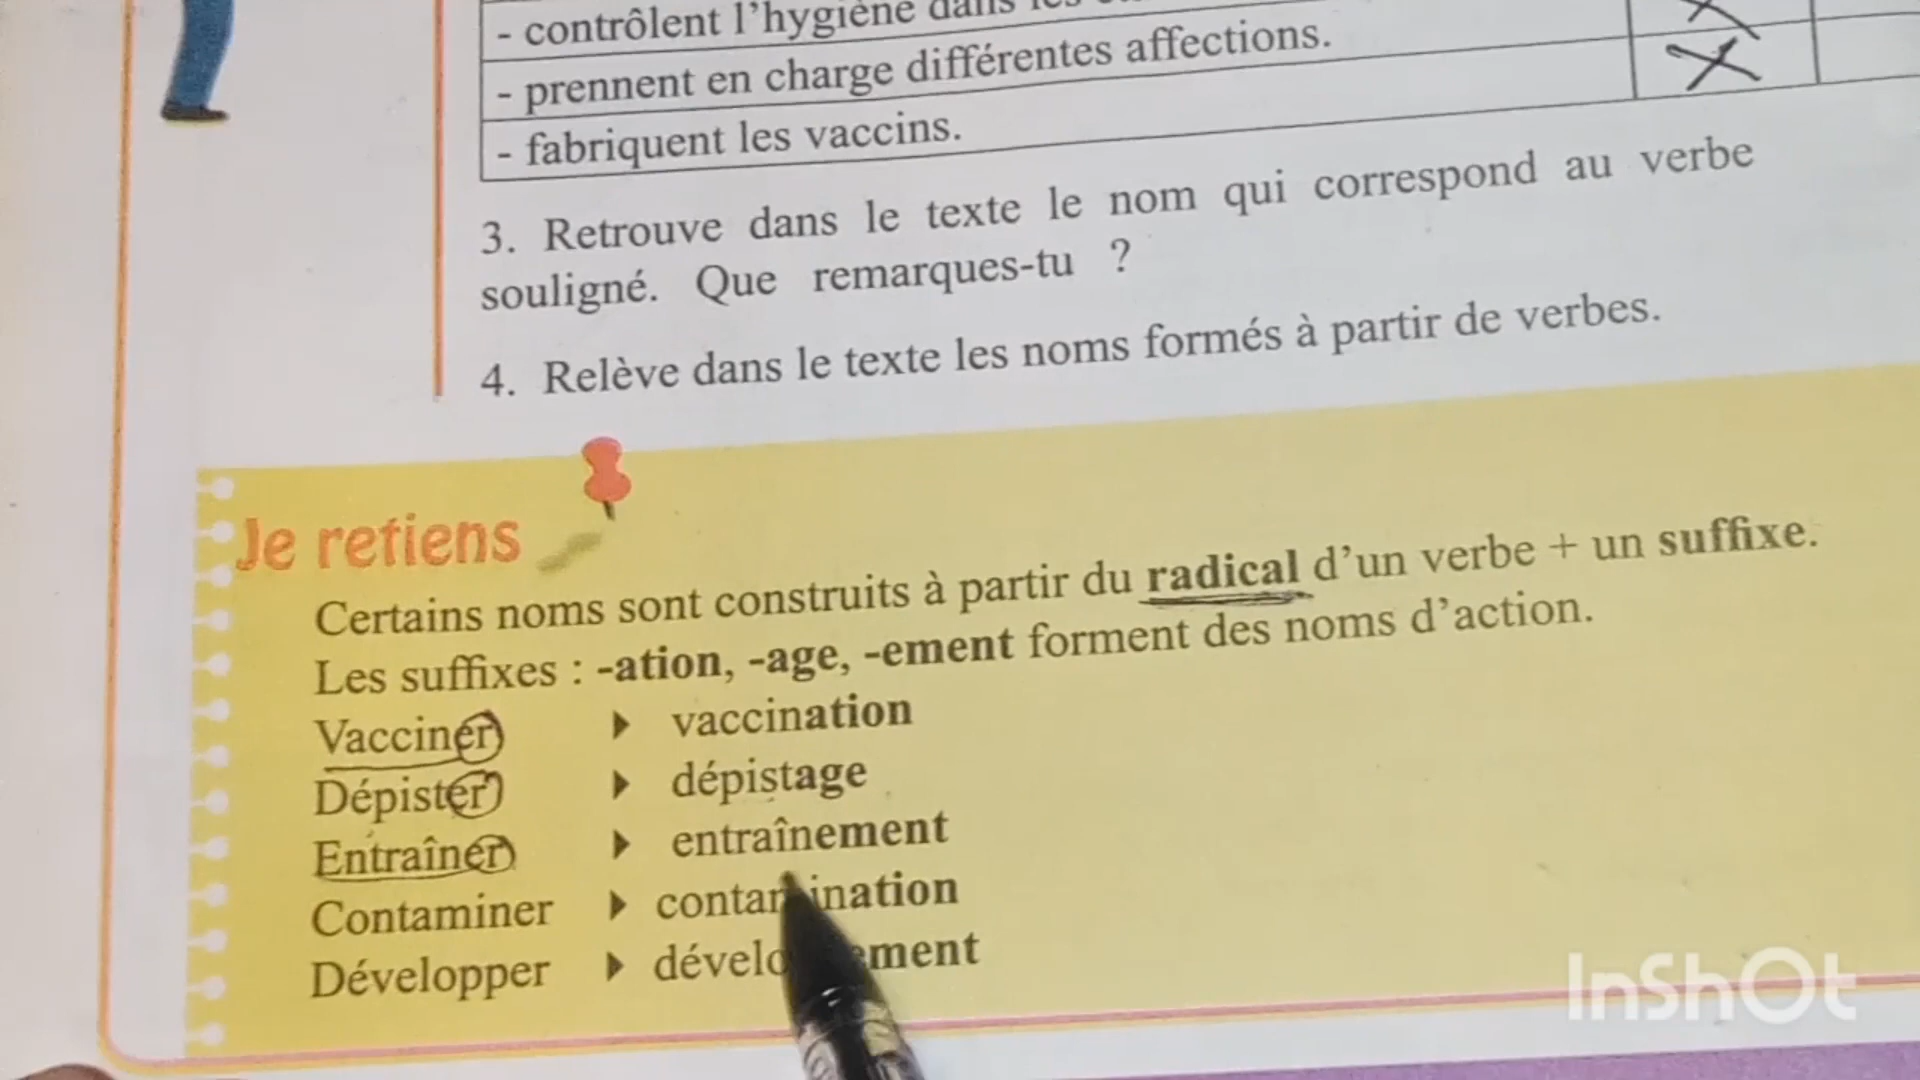 - contrôlent l'hygiène dans les
- prennent en charge différentes affections.
- fabriquent les vaccins.
3. Retrouve dans le texte le nom qui correspond au verbe
souligné. Que remarques-tu ?
4. Relève dans le texte les noms formés à partir de verbes.
Je retiens
Certains noms sont construits à partir du radical d'un verbe + un suffixe.
Les suffixes : -ation, -age, -ement forment des noms d'action.
Vacciner ▸ vaccination
Dépister ▸ dépistage
Entraîner ▸ entraînement
Contaminer ▸ contamination
Développer ▸ développement
InShOt